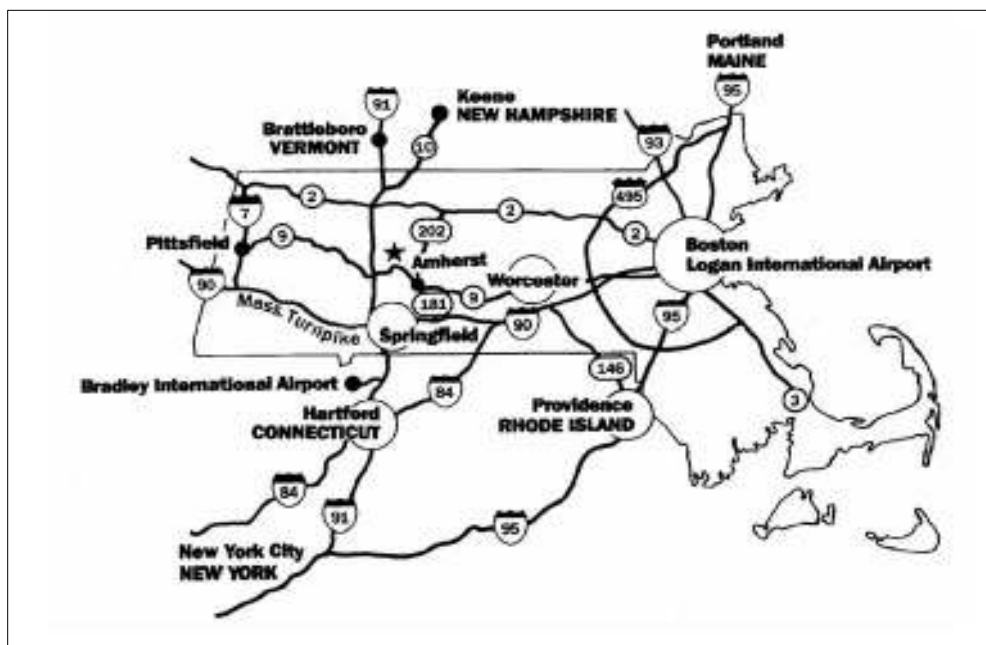 Portland
MAINE
95
Keene
NEW HAMPSHIRE
91
Brattleboro
VERMONT
10
93
495
2
7
2
202
2
Pittsfield
9
Amherst
Boston
Logan International Airport
90
Worcester
181
9
Mass Turnpike
Springfield
90
95
146
Bradley International Airport
84
3
Hartford
CONNECTICUT
Providence
RHODE ISLAND
84
91
95
New York City
NEW YORK